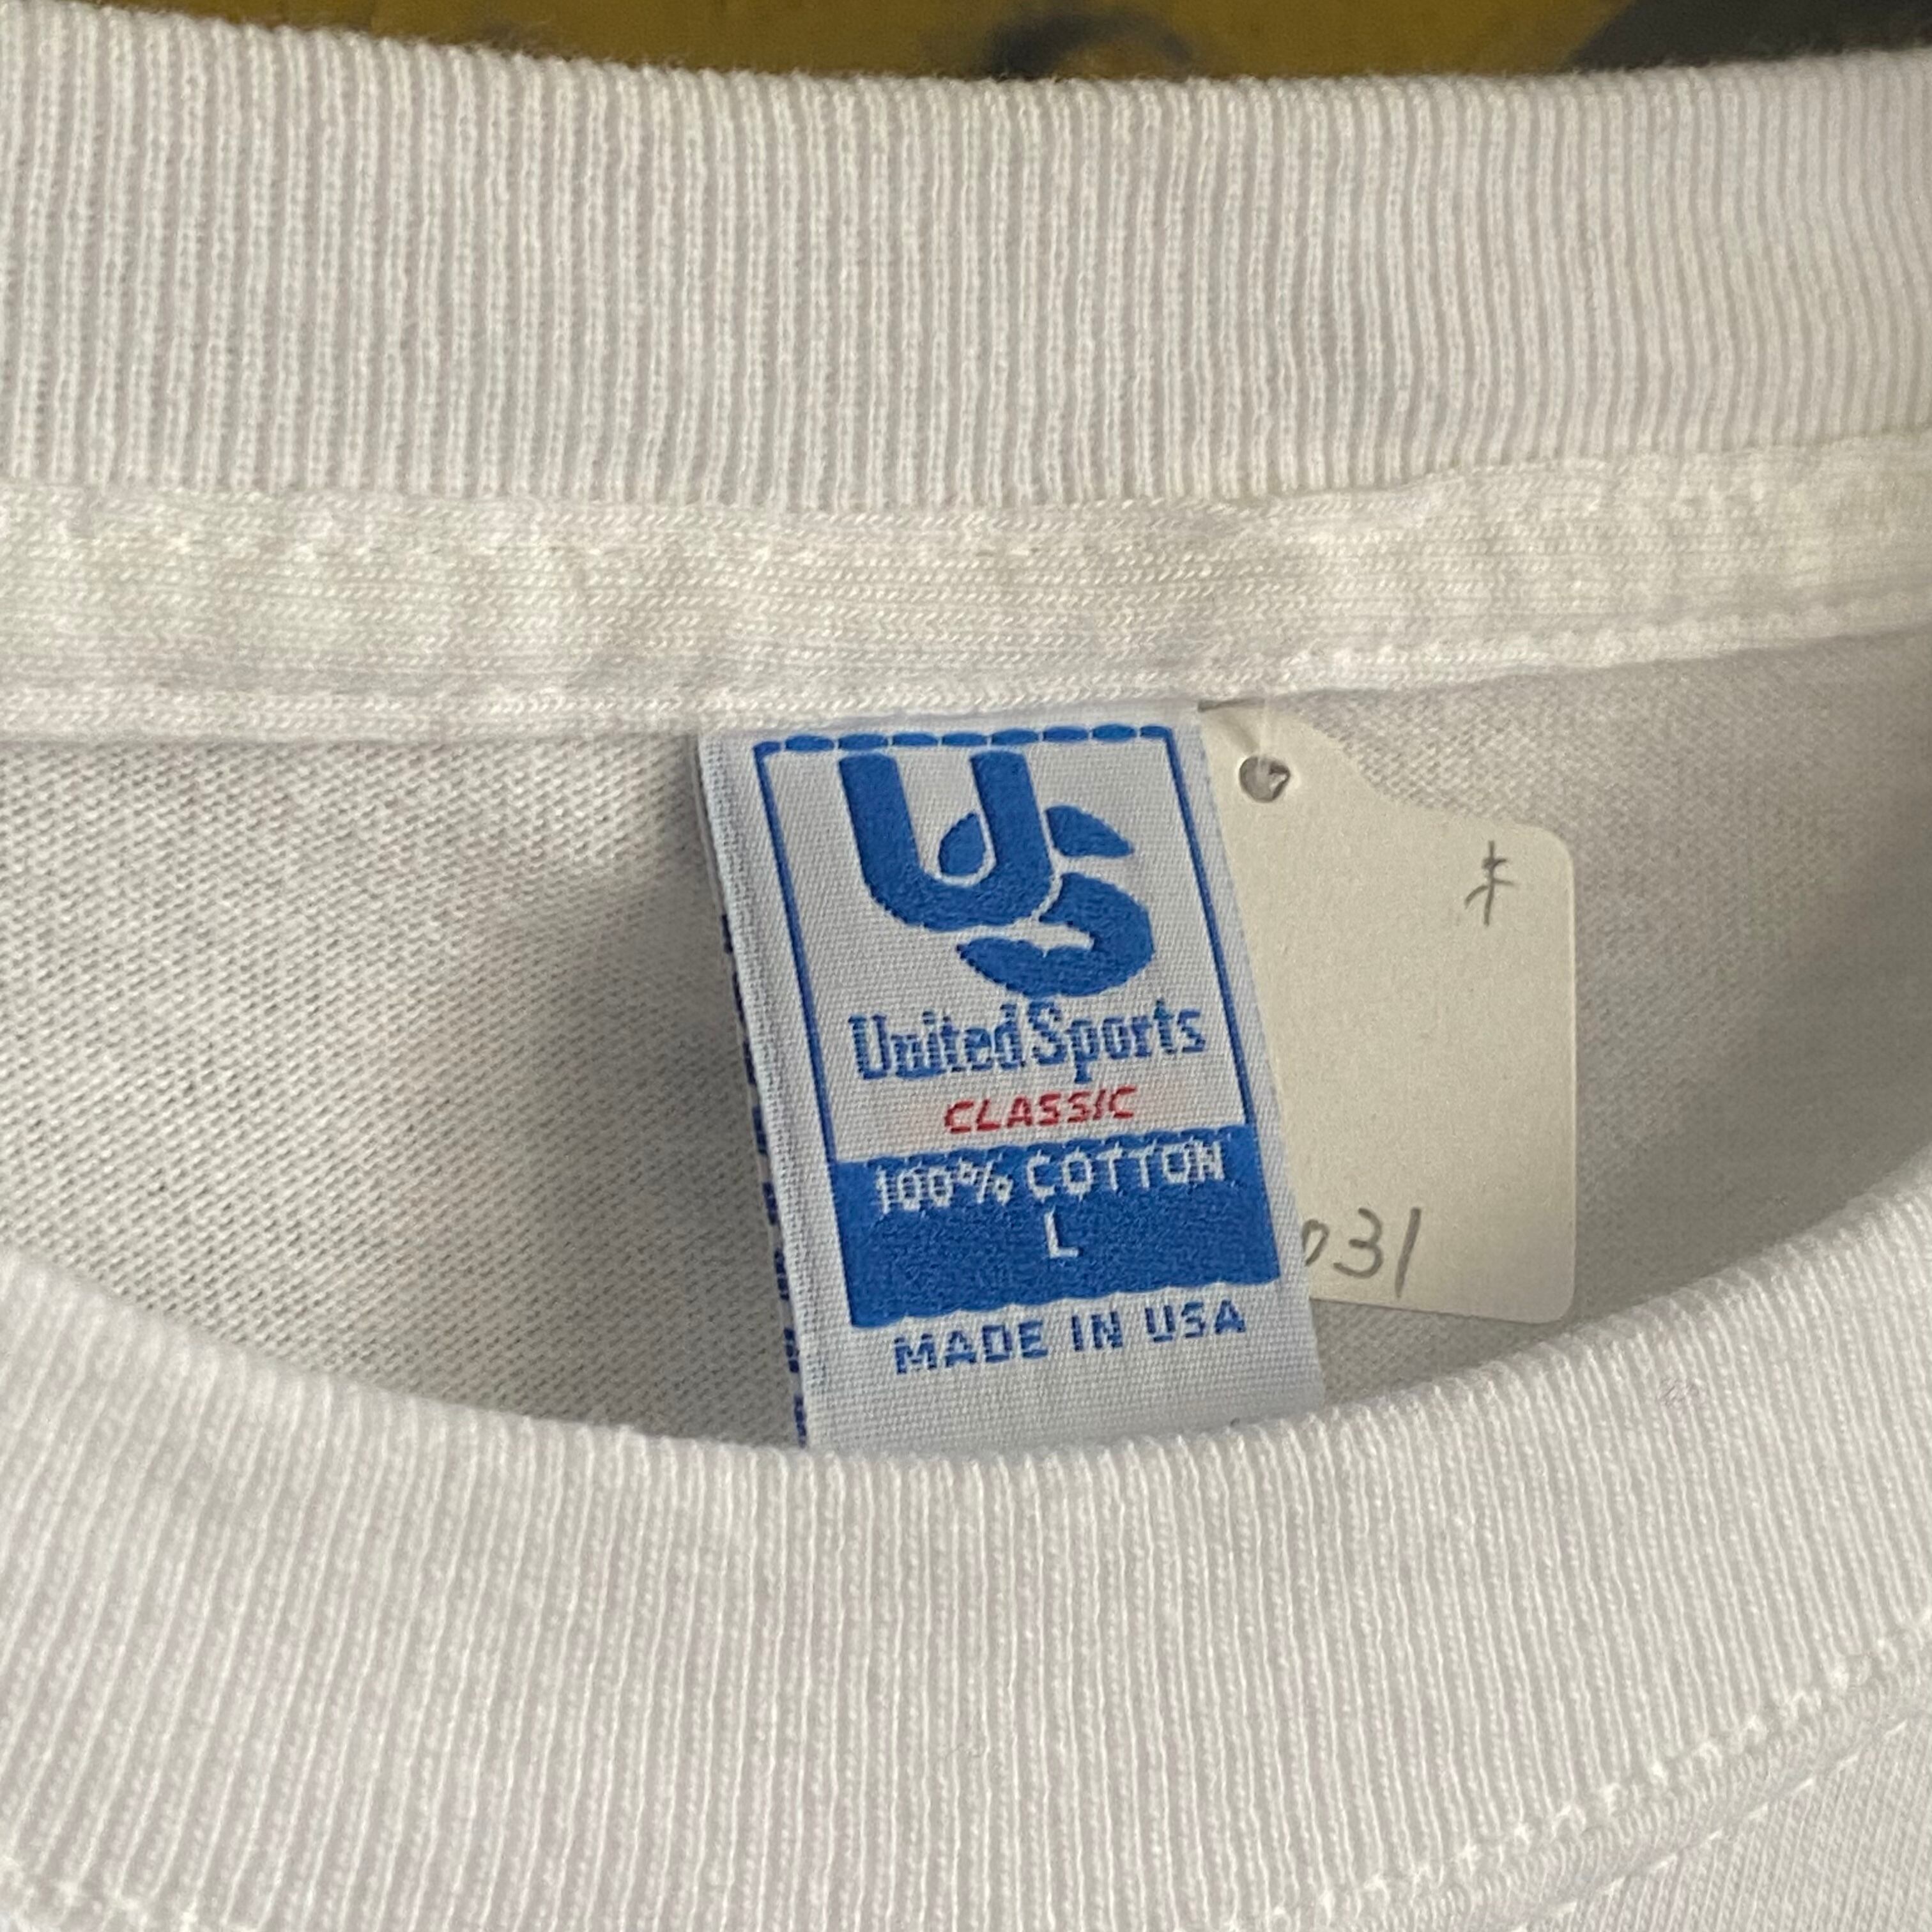 US
United Sports
CLASSIC
100% COTTON
L
MADE IN USA
031